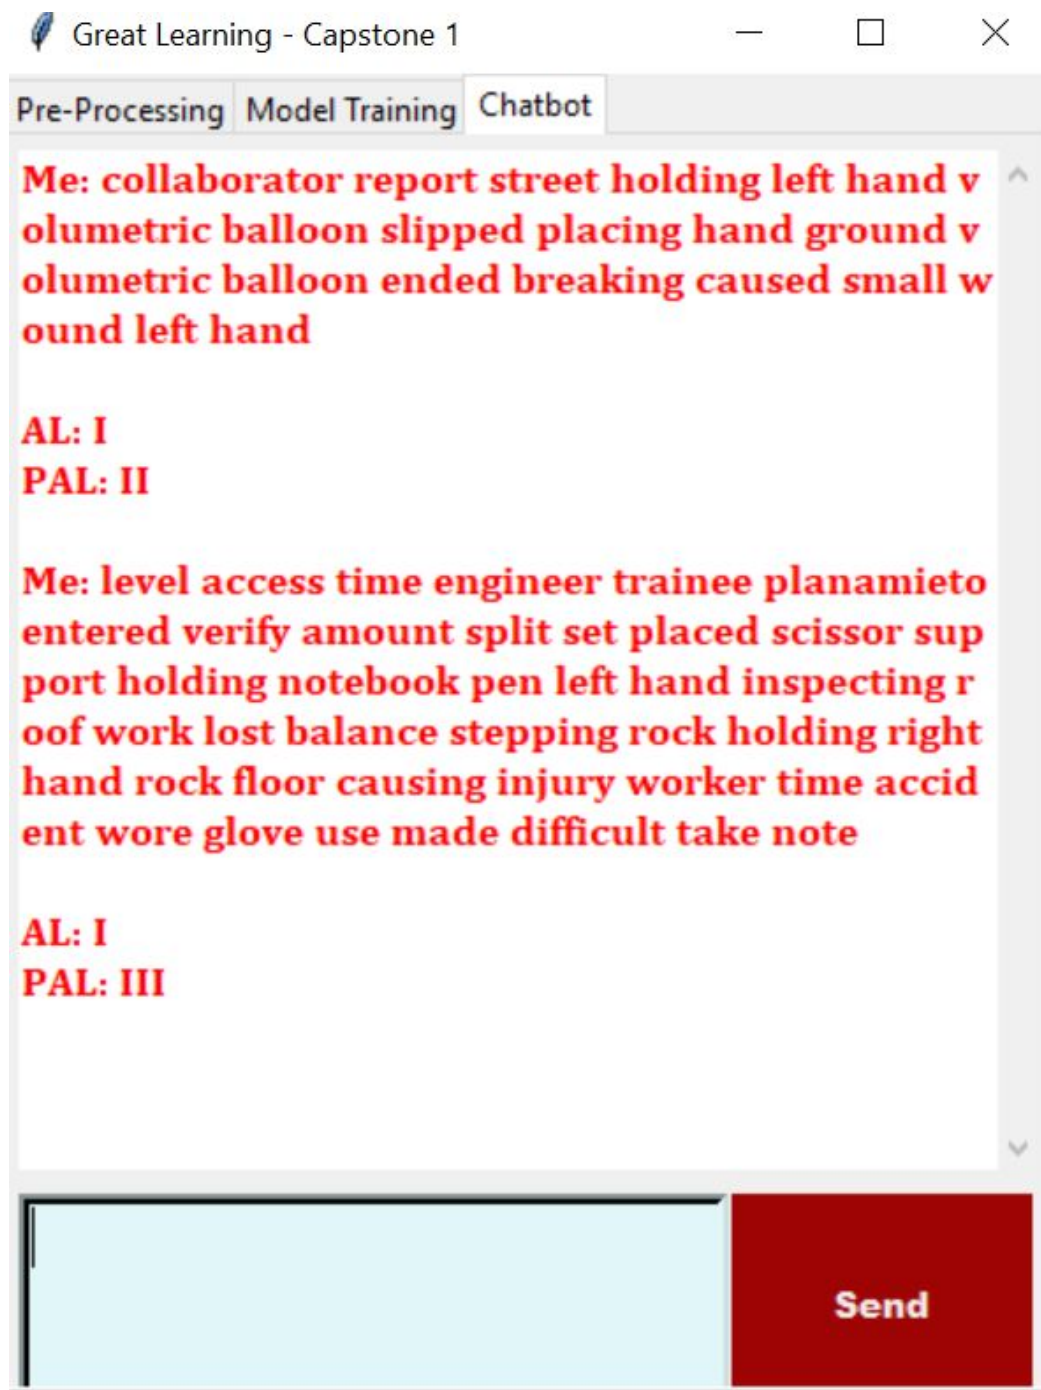 Great Learning - Capstone 1
Pre-Processing Model Training Chatbot
Me: collaborator report street holding left hand v
olumetric balloon slipped placing hand ground v
olumetric balloon ended breaking caused small w
ound left hand
AL: I
PAL: II
Me: level access time engineer trainee planamieto
entered verify amount split set placed scissor sup
port holding notebook pen left hand inspecting r
oof work lost balance stepping rock holding right
hand rock floor causing injury worker time accid
ent wore glove use made difficult take note
AL: I
PAL: III
Send